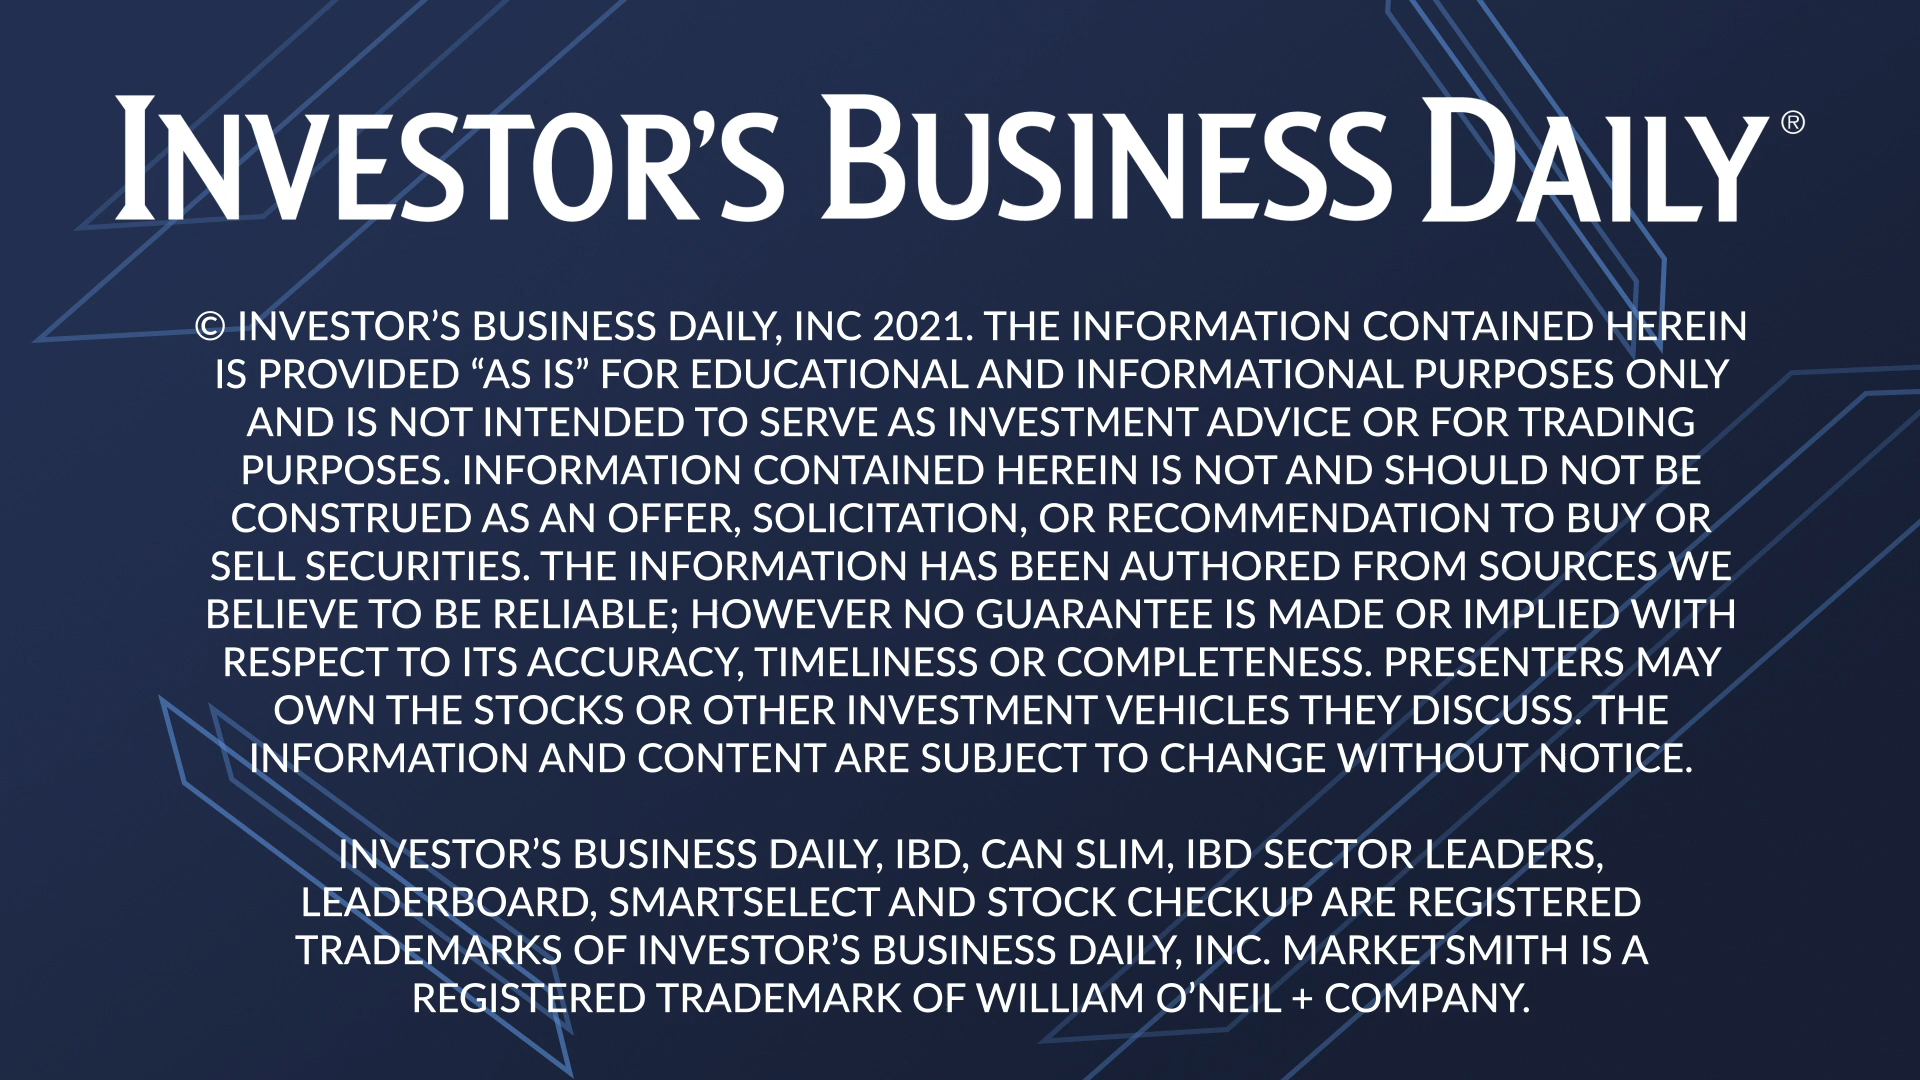 INVESTOR’S BUSINESS DAILY®
© INVESTOR’S BUSINESS DAILY, INC 2021. THE INFORMATION CONTAINED HEREIN
IS PROVIDED “AS IS” FOR EDUCATIONAL AND INFORMATIONAL PURPOSES ONLY
AND IS NOT INTENDED TO SERVE AS INVESTMENT ADVICE OR FOR TRADING
PURPOSES. INFORMATION CONTAINED HEREIN IS NOT AND SHOULD NOT BE
CONSTRUED AS AN OFFER, SOLICITATION, OR RECOMMENDATION TO BUY OR
SELL SECURITIES. THE INFORMATION HAS BEEN AUTHORED FROM SOURCES WE
BELIEVE TO BE RELIABLE; HOWEVER NO GUARANTEE IS MADE OR IMPLIED WITH
RESPECT TO ITS ACCURACY, TIMELINESS OR COMPLETENESS. PRESENTERS MAY
OWN THE STOCKS OR OTHER INVESTMENT VEHICLES THEY DISCUSS. THE
INFORMATION AND CONTENT ARE SUBJECT TO CHANGE WITHOUT NOTICE.
INVESTOR’S BUSINESS DAILY, IBD, CAN SLIM, IBD SECTOR LEADERS,
LEADERBOARD, SMARTSELECT AND STOCK CHECKUP ARE REGISTERED
TRADEMARKS OF INVESTOR’S BUSINESS DAILY, INC. MARKETSMITH IS A
REGISTERED TRADEMARK OF WILLIAM O’NEIL + COMPANY.